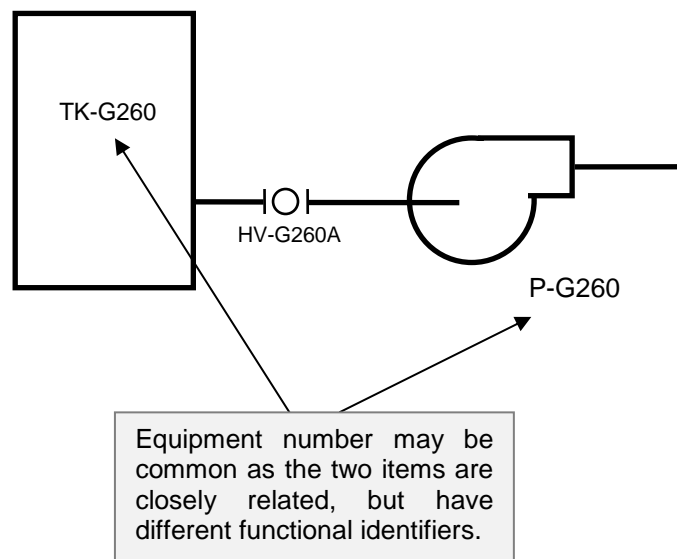 TK-G260
HV-G260A
P-G260
Equipment number may be
common as the two items are
closely related, but have
different functional identifiers.